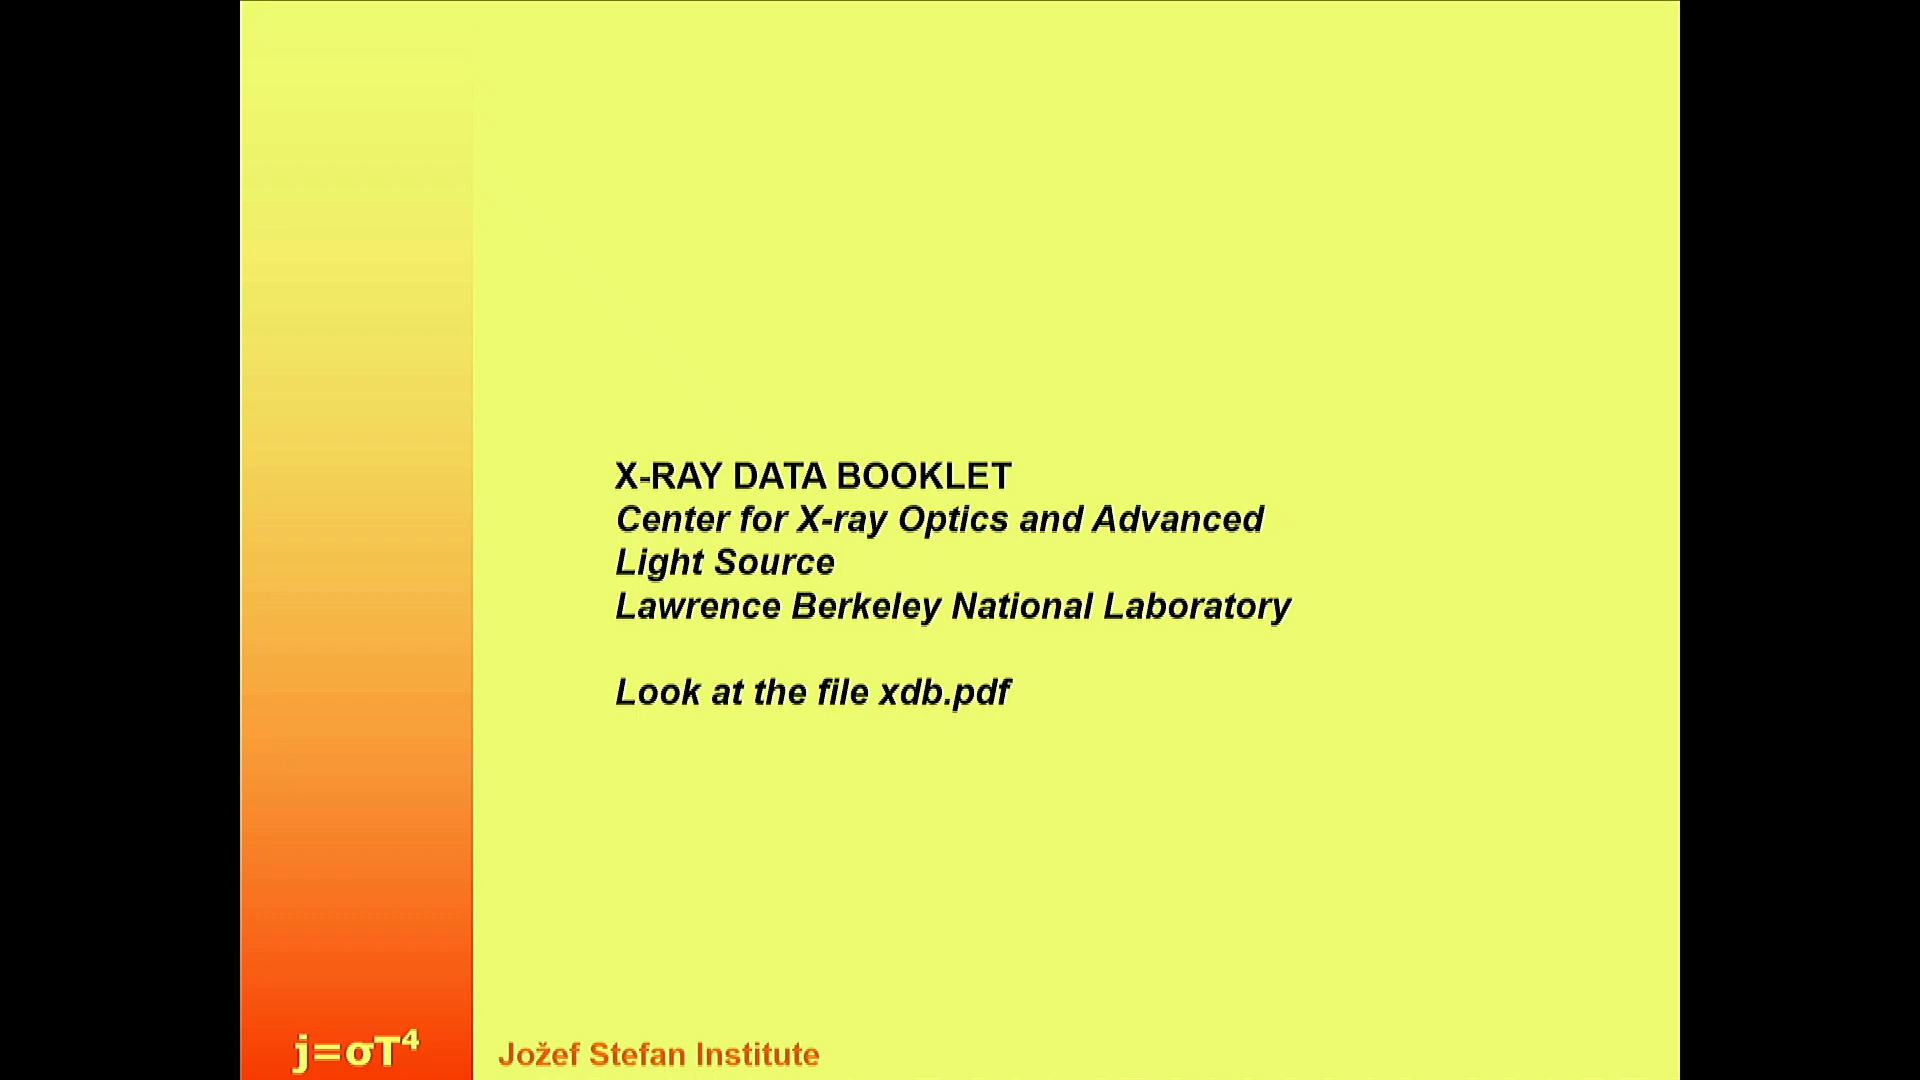 X-RAY DATA BOOKLET
Center for X-ray Optics and Advanced
Light Source
Lawrence Berkeley National Laboratory
Look at the file xdb.pdf
j=σT⁴
Jožef Stefan Institute